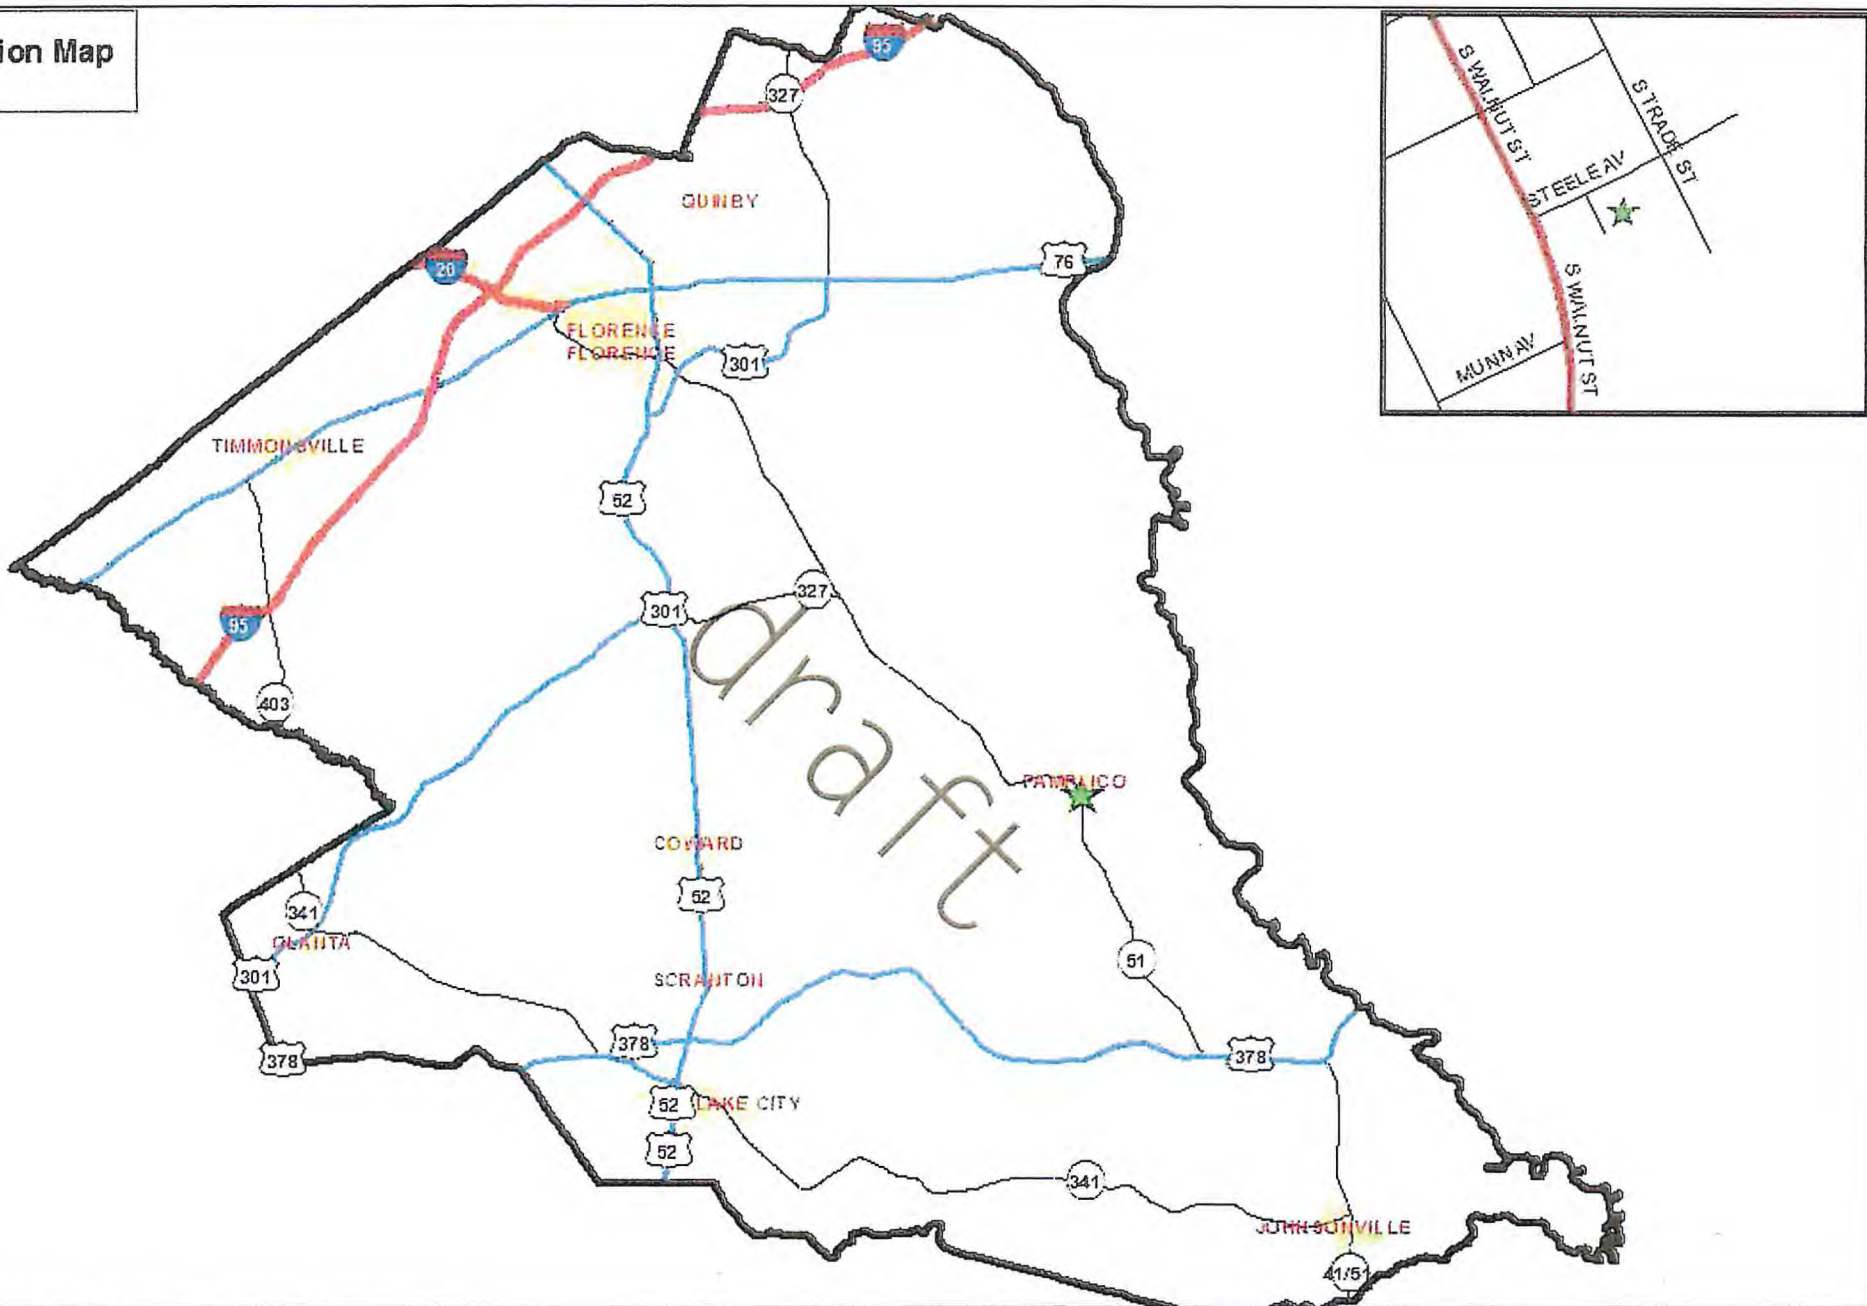 ion Map
95
327
QUINBY
20
76
FLORENCE
FLORENCE
301
TIMMONSVILLE
52
327
301
95
403
draft
PAMPLICO
COWARD
52
341
OLANTA
301
51
SCRANTON
378
378
378
52
LAKE CITY
52
341
JOHNSONVILLE
41/51
S WALNUT ST
S TRADE ST
STEELE AV
S WALNUT ST
MUNN AV